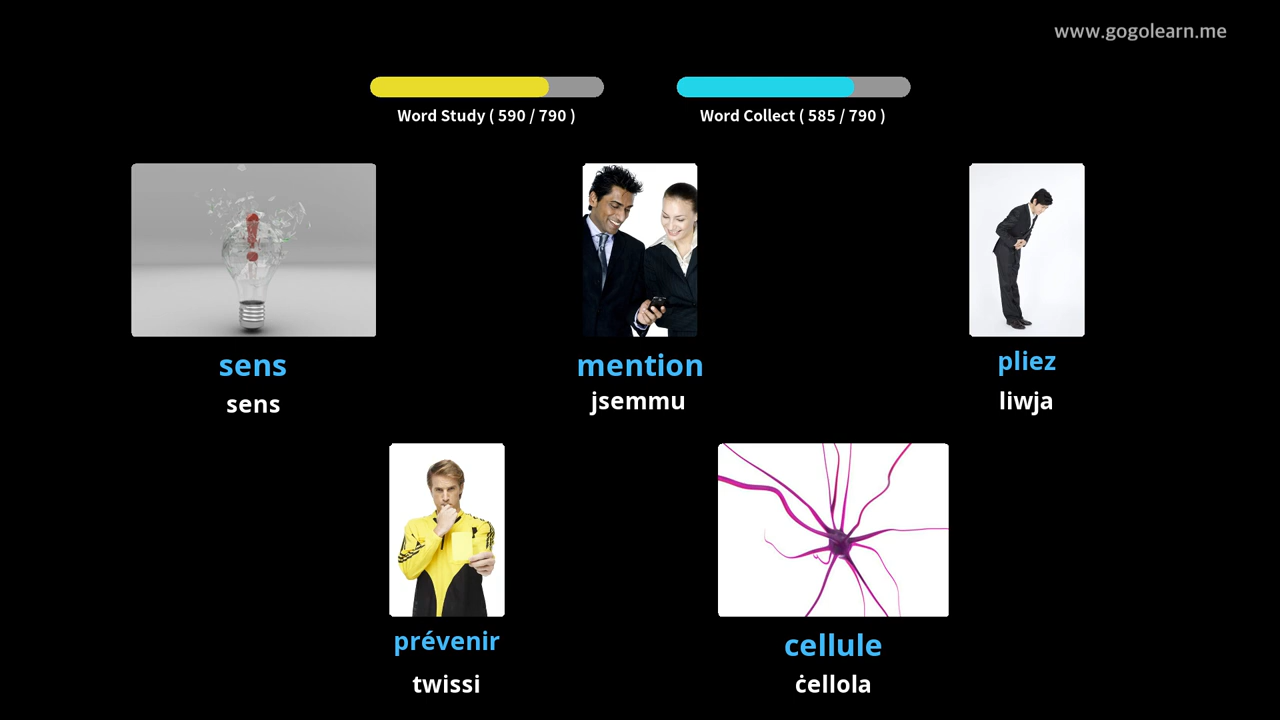 www.gogolearn.me
Word Study ( 590 / 790 )
Word Collect ( 585 / 790 )
sens
sens
mention
jsemmu
pliez
liwja
prévenir
twissi
cellule
ċellola